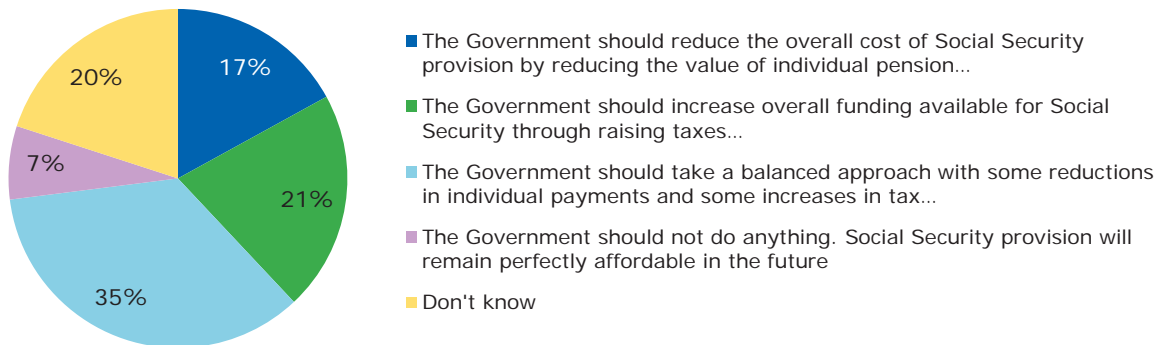 17%
21%
35%
7%
20%
The Government should reduce the overall cost of Social Security
provision by reducing the value of individual pension...
The Government should increase overall funding available for Social
Security through raising taxes...
The Government should take a balanced approach with some reductions
in individual payments and some increases in tax...
The Government should not do anything. Social Security provision will
remain perfectly affordable in the future
Don't know